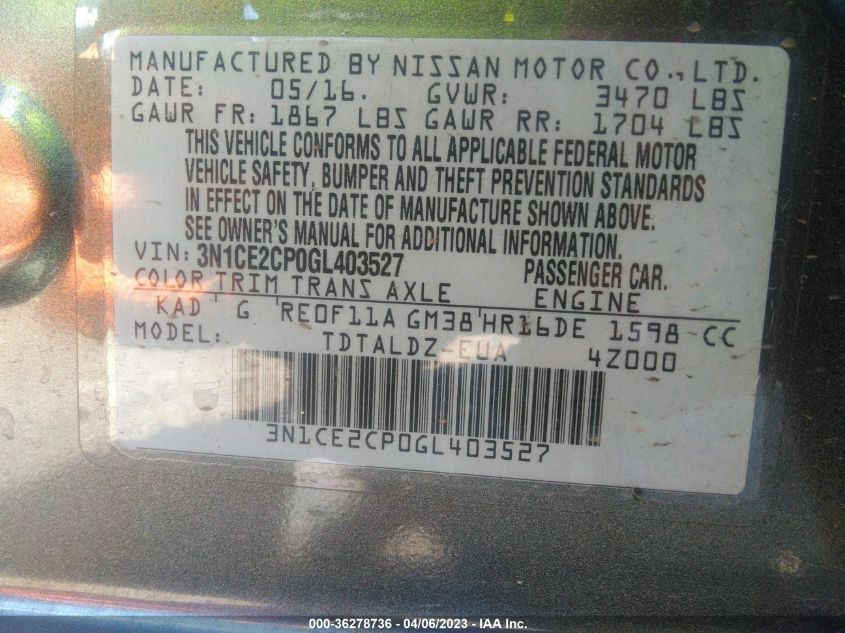 MANUFACTURED BY NISSAN MOTOR CO.,LTD.
DATE: 05/16. GVWR: 3470 LBS
GAWR FR: 1867 LBS GAWR RR: 1704 LBS
THIS VEHICLE CONFORMS TO ALL APPLICABLE FEDERAL MOTOR
VEHICLE SAFETY, BUMPER AND THEFT PREVENTION STANDARDS
IN EFFECT ON THE DATE OF MANUFACTURE SHOWN ABOVE.
SEE OWNER'S MANUAL FOR ADDITIONAL INFORMATION.
VIN: 3N1CE2CP0GL403527 PASSENGER CAR.
COLOR TRIM TRANS AXLE ENGINE
KAD ' G 'RE0F11A GM38'HR16DE 1598 CC
MODEL: TDTALDZ-EUA 4Z000
3N1CE2CP0GL403527
000-36278736 - 04/06/2023 - IAA Inc.